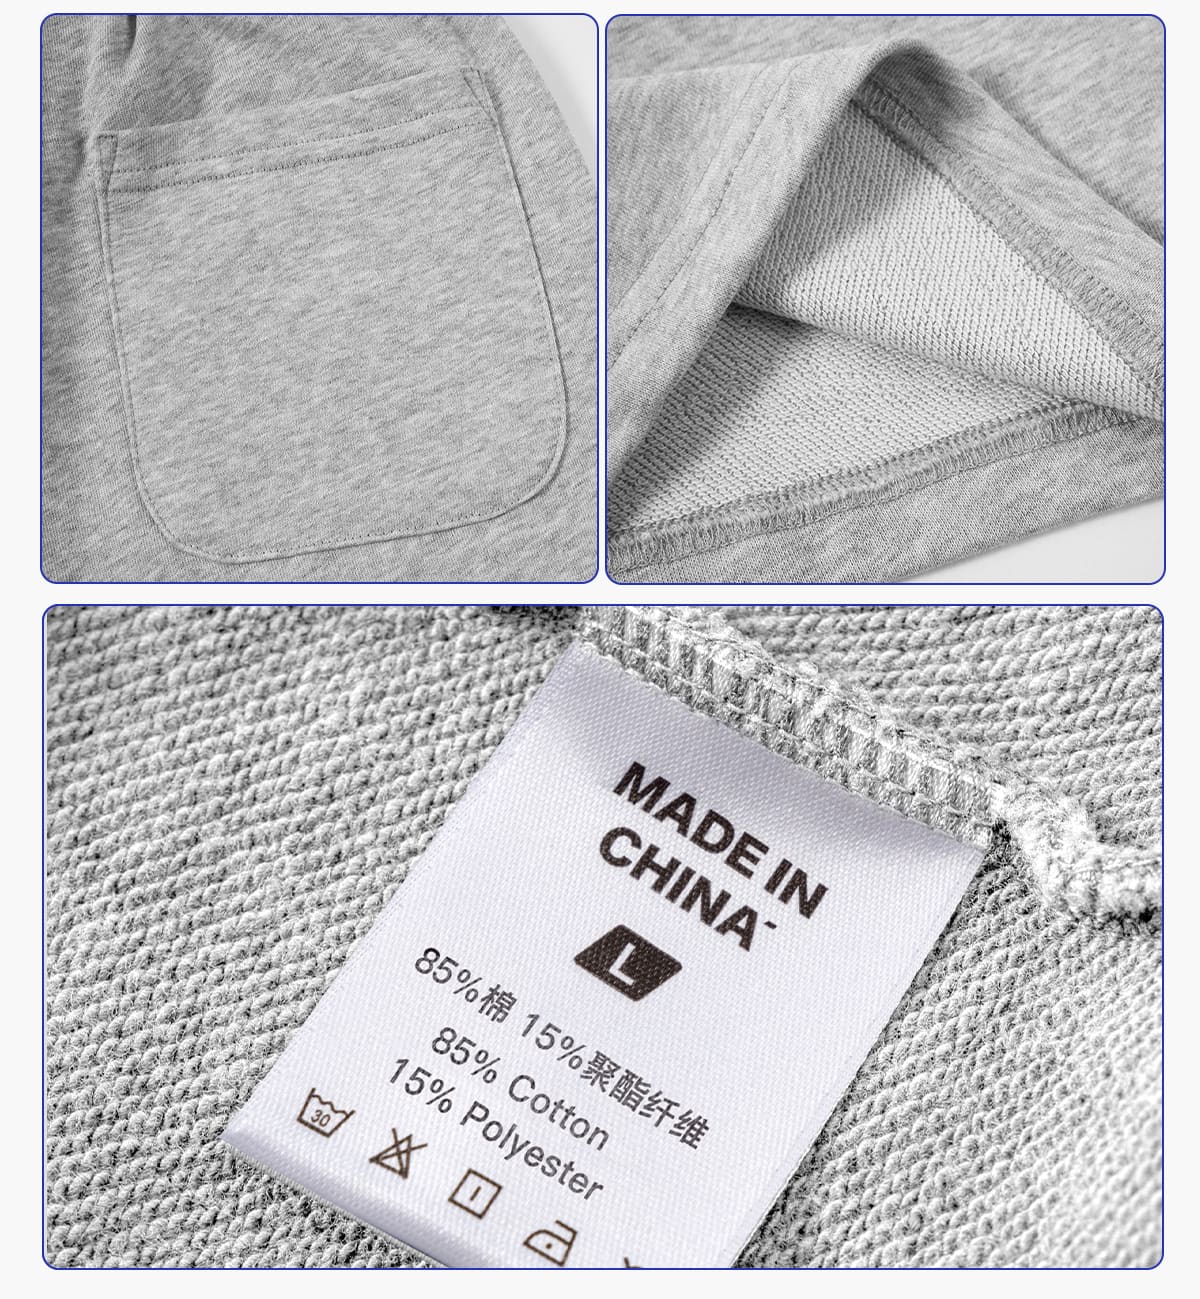 MADE IN
CHINA
L
85%棉 15%聚酯纤维
85% Cotton
15% Polyester
30